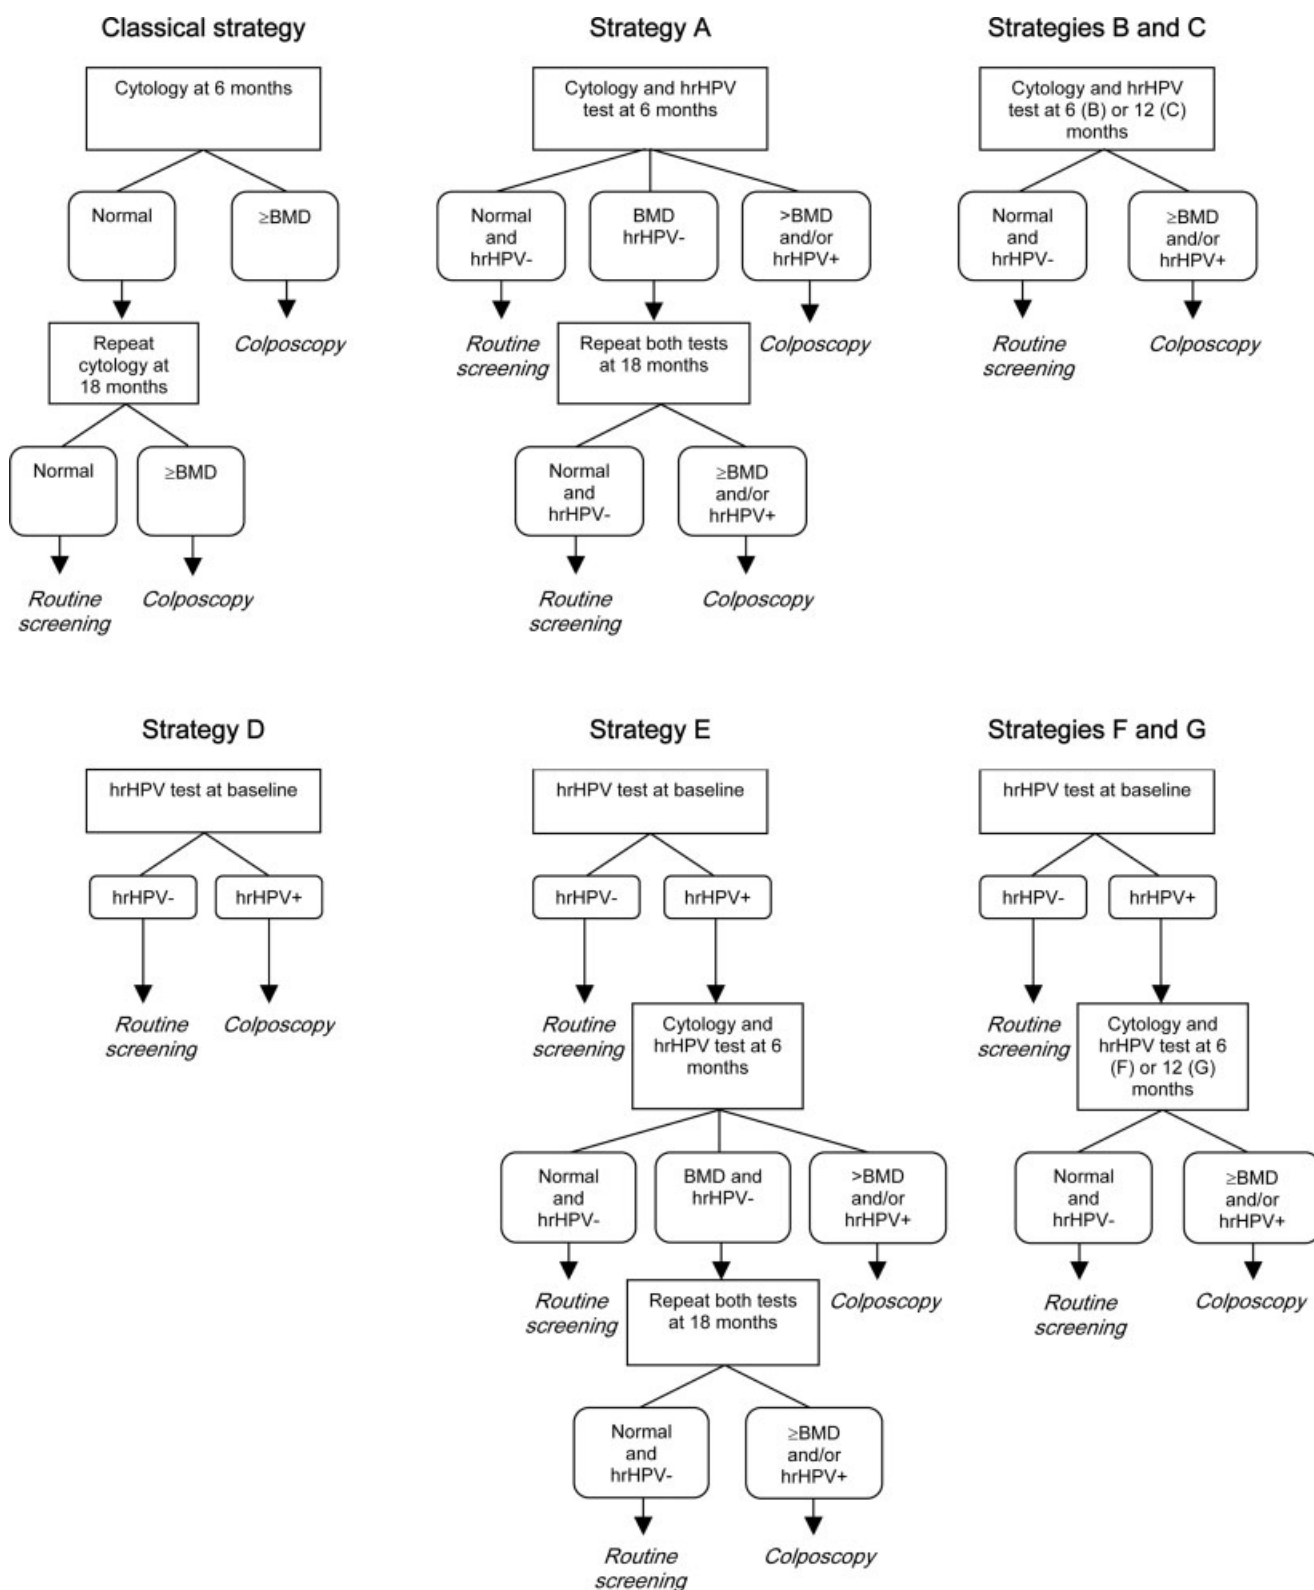 Classical strategy
Cytology at 6 months
Normal
≥BMD
Repeat
cytology at
18 months
Colposcopy
Normal
≥BMD
Routine
screening
Colposcopy
Strategy A
Cytology and hrHPV
test at 6 months
Normal
and
hrHPV-
BMD
hrHPV-
>BMD
and/or
hrHPV+
Routine
screening
Repeat both tests
at 18 months
Colposcopy
Normal
and
hrHPV-
≥BMD
and/or
hrHPV+
Routine
screening
Colposcopy
Strategies B and C
Cytology and hrHPV
test at 6 (B) or 12 (C)
months
Normal
and
hrHPV-
≥BMD
and/or
hrHPV+
Routine
screening
Colposcopy
Strategy D
hrHPV test at baseline
hrHPV-
hrHPV+
Routine
screening
Colposcopy
Strategy E
hrHPV test at baseline
hrHPV-
hrHPV+
Routine
screening
Cytology and
hrHPV test at 6
months
Normal
and
hrHPV-
BMD and
hrHPV-
>BMD
and/or
hrHPV+
Routine
screening
Repeat both tests
at 18 months
Colposcopy
Normal
and
hrHPV-
≥BMD
and/or
hrHPV+
Routine
screening
Colposcopy
Strategies F and G
hrHPV test at baseline
hrHPV-
hrHPV+
Routine
screening
Cytology and
hrHPV test at 6
(F) or 12 (G)
months
Normal
and
hrHPV-
≥BMD
and/or
hrHPV+
Routine
screening
Colposcopy